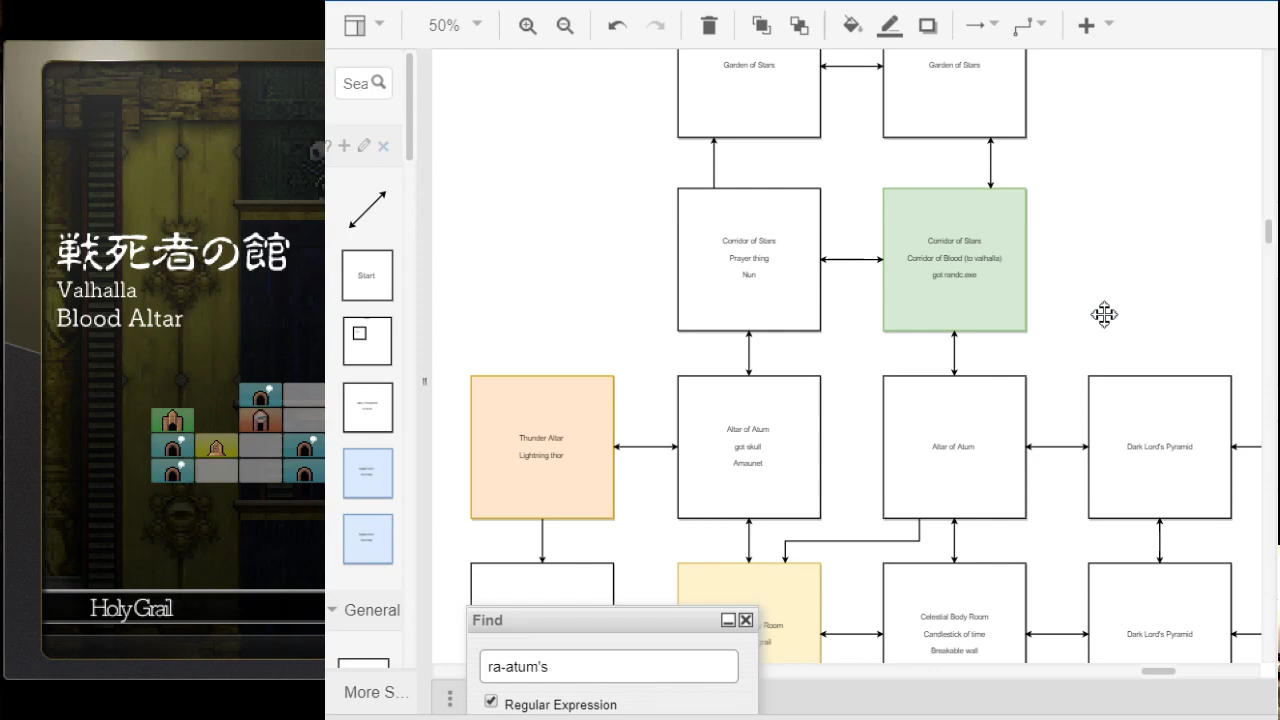 戦死者の館
Valhalla
Blood Altar
Holy Grail
50%
Sea
?
Start
General
More S...
Garden of Stars
Garden of Stars
Corridor of Stars
Prayer thing
Nun
Corridor of Stars
Corridor of Blood (to valhalla)
got randc.exe
Thunder Altar
Lightning thor
Altar of Atum
got skull
Amaunet
Altar of Atum
Dark Lord's Pyramid
Room
Celestial Body Room
Candlestick of time
Breakable wall
Dark Lord's Pyramid
Find
ra-atum's
Regular Expression